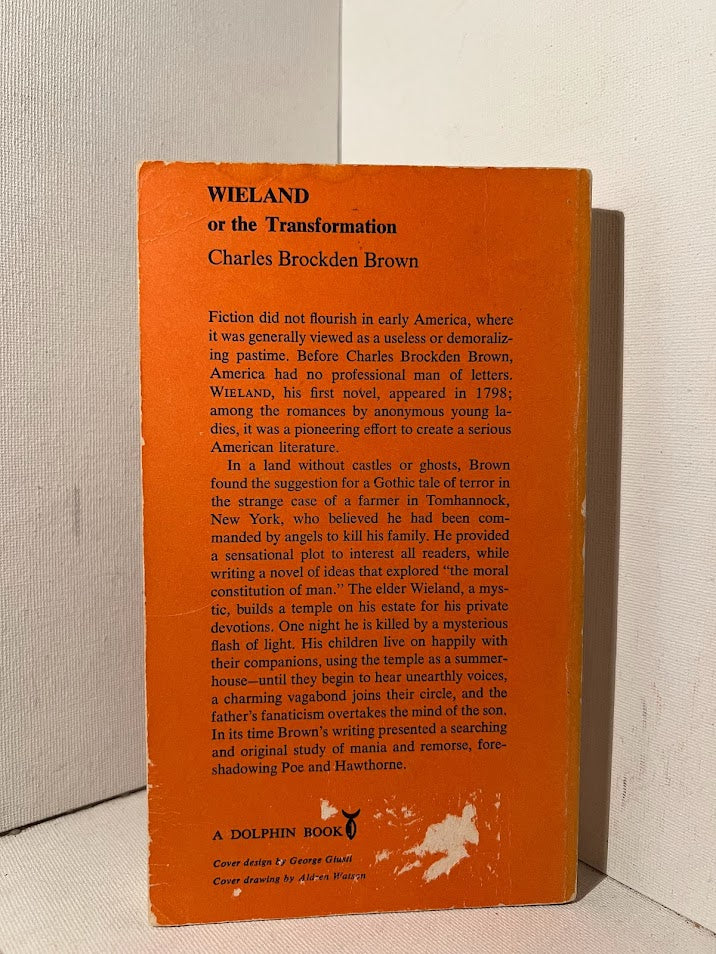 WIELAND
or the Transformation
Charles Brockden Brown
Fiction did not flourish in early America, where
it was generally viewed as a useless or demoraliz-
ing pastime. Before Charles Brockden Brown,
America had no professional man of letters.
WIELAND, his first novel, appeared in 1798;
among the romances by anonymous young la-
dies, it was a pioneering effort to create a serious
American literature.
In a land without castles or ghosts, Brown
found the suggestion for a Gothic tale of terror in
the strange case of a farmer in Tomhannock,
New York, who believed he had been com-
manded by angels to kill his family. He provided
a sensational plot to interest all readers, while
writing a novel of ideas that explored “the moral
constitution of man.” The elder Wieland, a mys-
tic, builds a temple on his estate for his private
devotions. One night he is killed by a mysterious
flash of light. His children live on happily with
their companions, using the temple as a summer-
house—until they begin to hear unearthly voices,
a charming vagabond joins their circle, and the
father's fanaticism overtakes the mind of the son.
In its time Brown's writing presented a searching
and original study of mania and remorse, fore-
shadowing Poe and Hawthorne.
A DOLPHIN BOOK
Cover design by George Giusti
Cover drawing by Aldren Watson